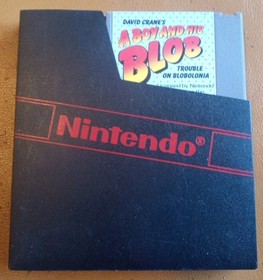 DAVID CRANE'S
A BOY AND HIS
BLOB
TROUBLE
ON BLOBOLONIA
Nintendo®